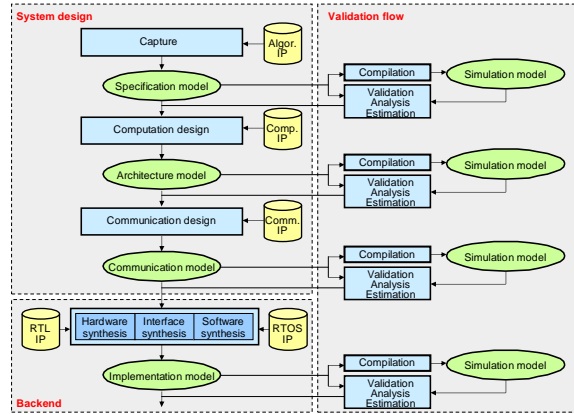 System design
Validation flow
Capture
Algor.
IP
Specification model
Compilation
Simulation model
Validation
Analysis
Estimation
Computation design
Comp.
IP
Architecture model
Compilation
Simulation model
Validation
Analysis
Estimation
Communication design
Comm.
IP
Communication model
Compilation
Simulation model
Validation
Analysis
Estimation
RTL
IP
Hardware
synthesis
Interface
synthesis
Software
synthesis
RTOS
IP
Implementation model
Compilation
Simulation model
Validation
Analysis
Estimation
Backend